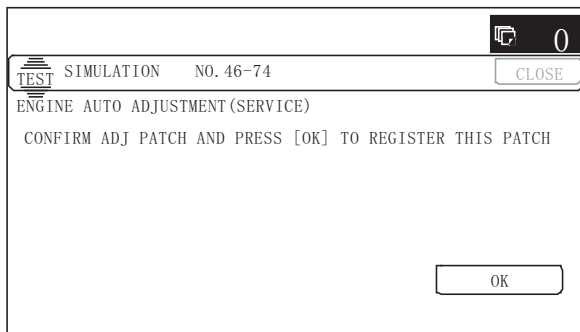 0
TEST SIMULATION NO. 46-74 CLOSE
ENGINE AUTO ADJUSTMENT(SERVICE)
CONFIRM ADJ PATCH AND PRESS [OK] TO REGISTER THIS PATCH
OK